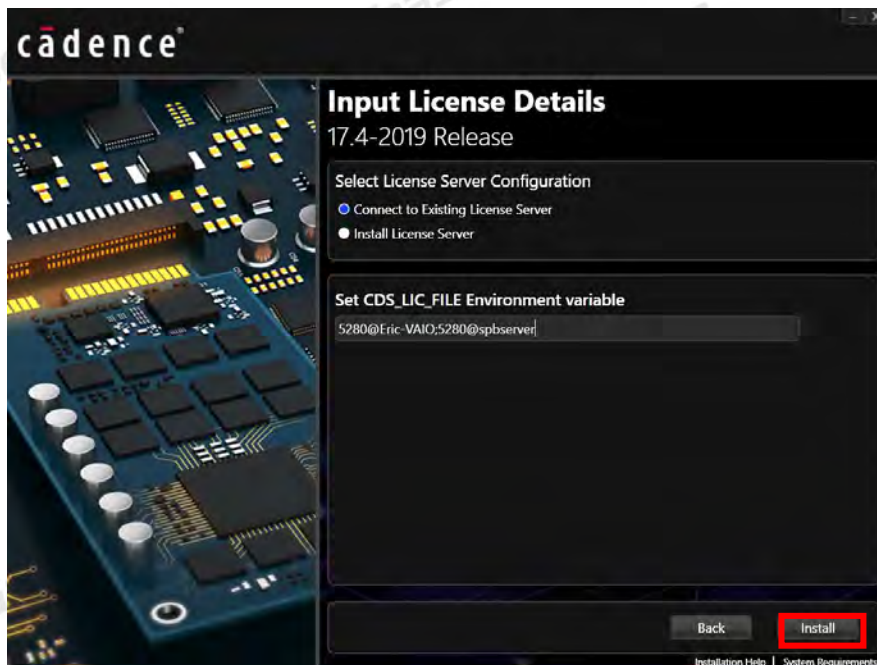 cādence®
Input License Details
17.4-2019 Release
Select License Server Configuration
Connect to Existing License Server
Install License Server
Set CDS_LIC_FILE Environment variable
5280@Eric-VAIO;5280@spbserver
Back
Install
Installation Help | System Requirements